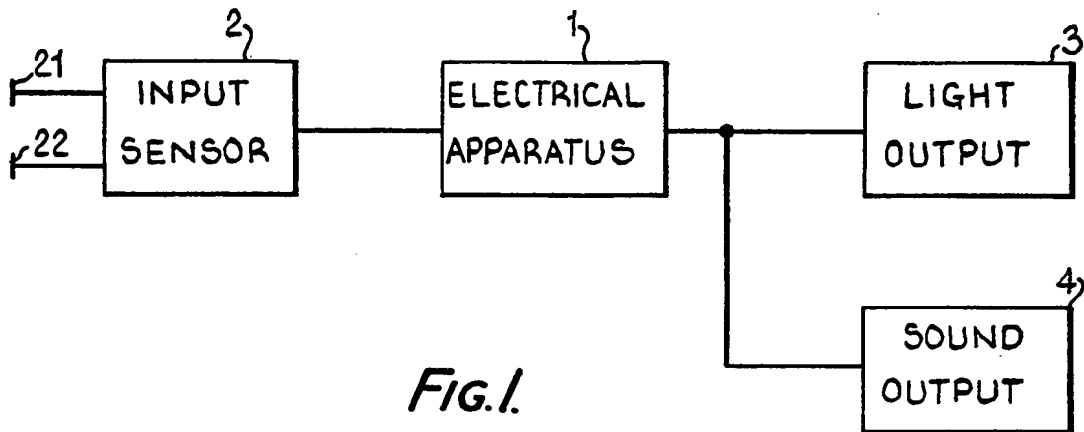 2
1
3
21
INPUT
SENSOR
22
ELECTRICAL
APPARATUS
LIGHT
OUTPUT
4
SOUND
OUTPUT
FIG.1.